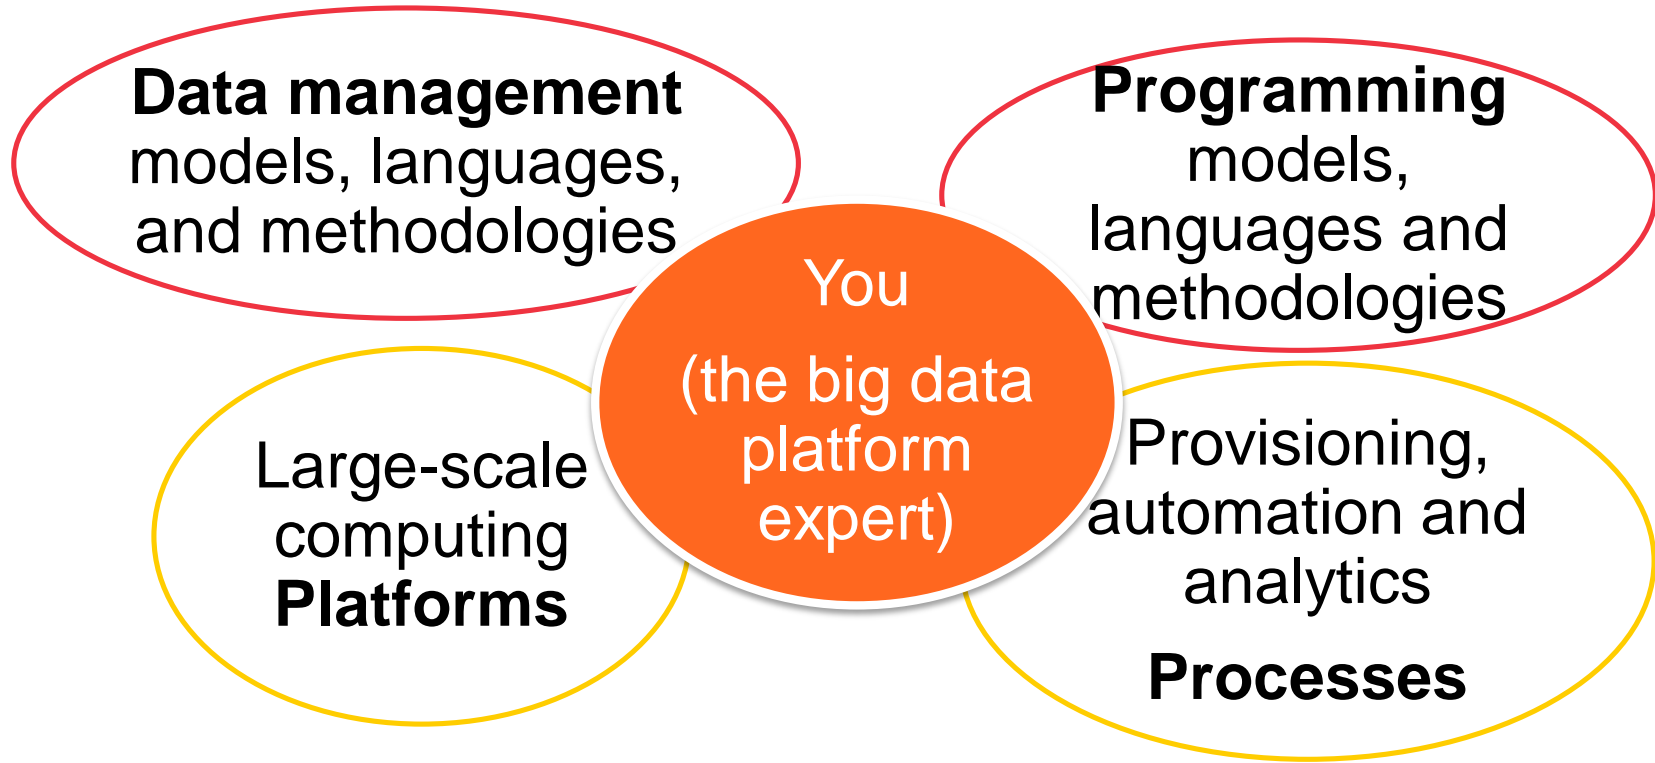 Data management
models, languages,
and methodologies
Programming
models,
languages and
methodologies
You
(the big data
platform
expert)
Large-scale
computing
Platforms
Provisioning,
automation and
analytics
Processes